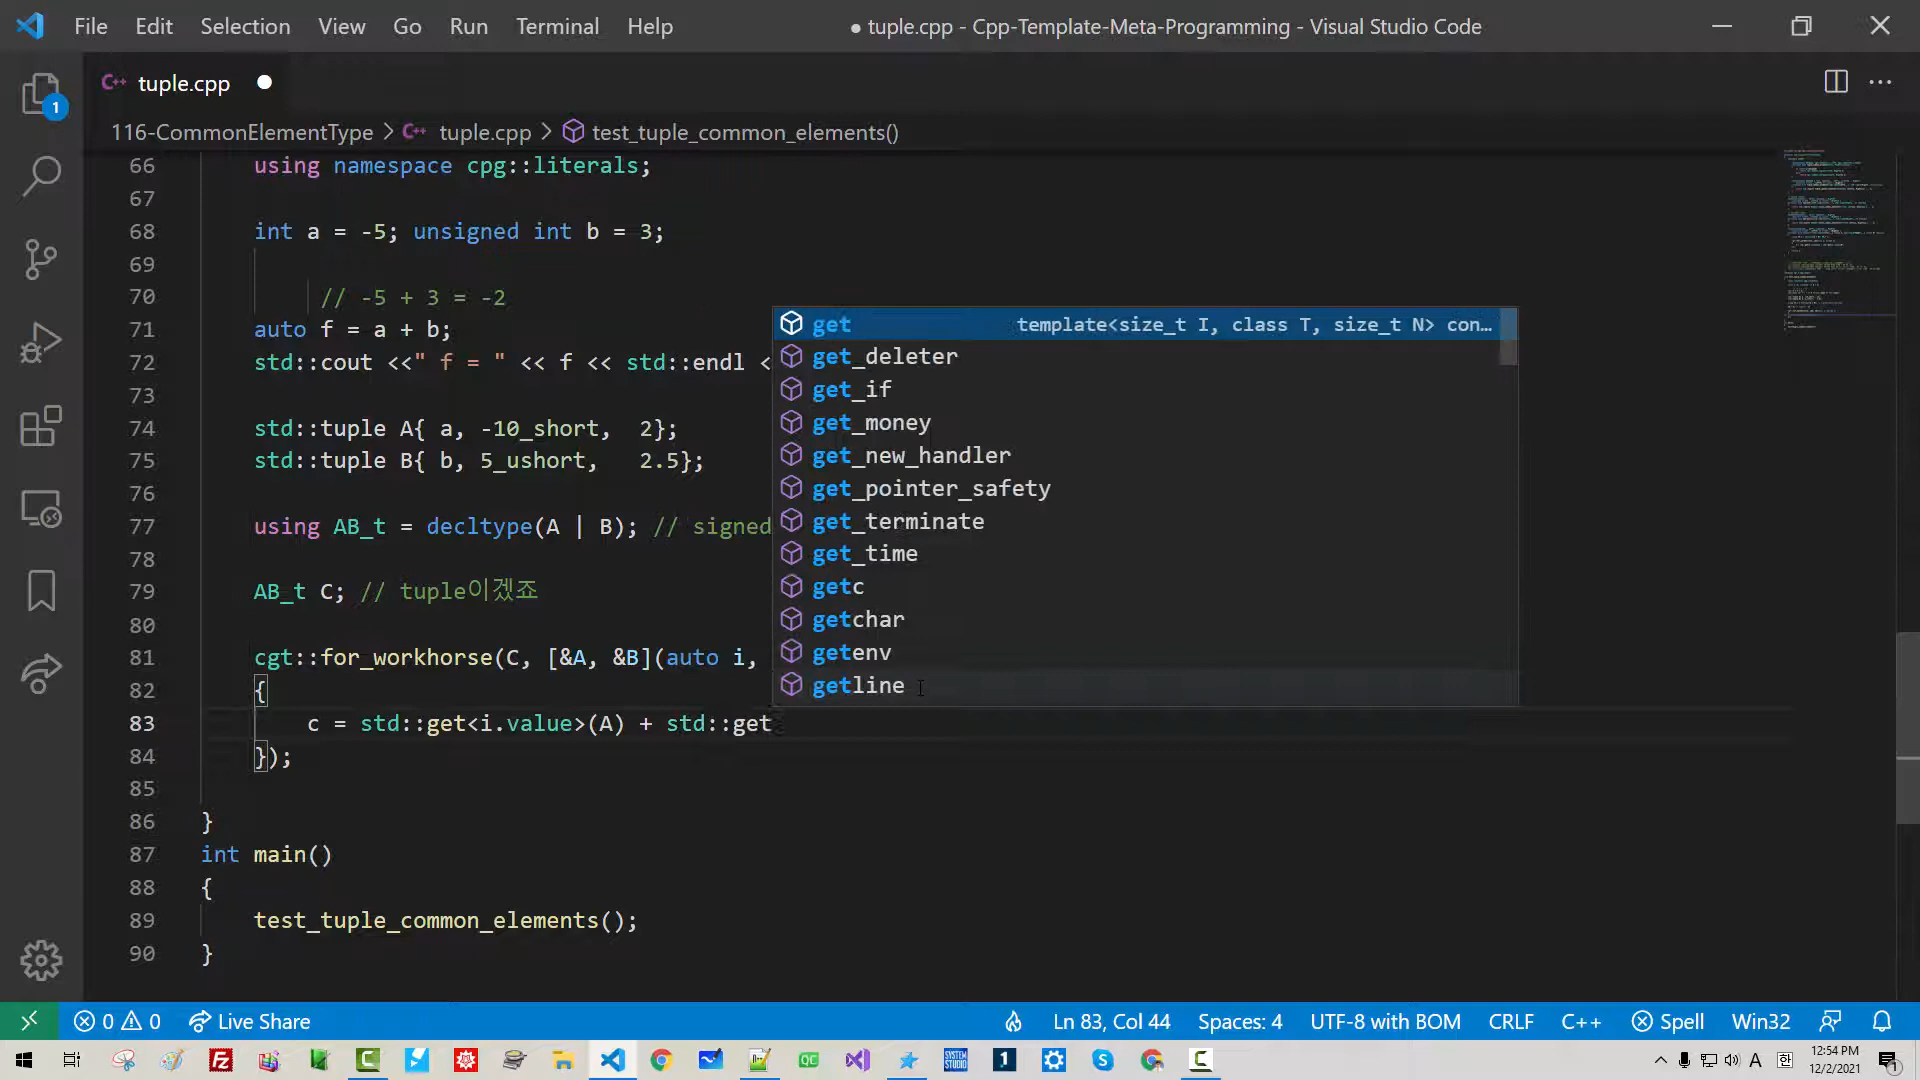 File Edit Selection View Go Run Terminal Help
● tuple.cpp - Cpp-Template-Meta-Programming - Visual Studio Code
1
C++ tuple.cpp
116-CommonElementType > C++ tuple.cpp > test_tuple_common_elements()
66 using namespace cpg::literals;
67
68 int a = -5; unsigned int b = 3;
69
70 // -5 + 3 = -2
71 auto f = a + b;
72 std::cout <<" f = " << f << std::endl <
73
74 std::tuple A{ a, -10_short, 2};
75 std::tuple B{ b, 5_ushort, 2.5};
76
77 using AB_t = decltype(A | B); // signed
78
79 AB_t C; // tuple이겠죠
80
81 cgt::for_workhorse(C, [&A, &B](auto i,
82 {
83 c = std::get<i.value>(A) + std::get
84 });
85
86 }
87 int main()
88 {
89 test_tuple_common_elements();
90 }
get template<size_t I, class T, size_t N> con…
get_deleter
get_if
get_money
get_new_handler
get_pointer_safety
get_terminate
get_time
getc
getchar
getenv
getline
0 0 Live Share Ln 83, Col 44 Spaces: 4 UTF-8 with BOM CRLF C++ Spell Win32
A 한 12:54 PM
12/2/2021